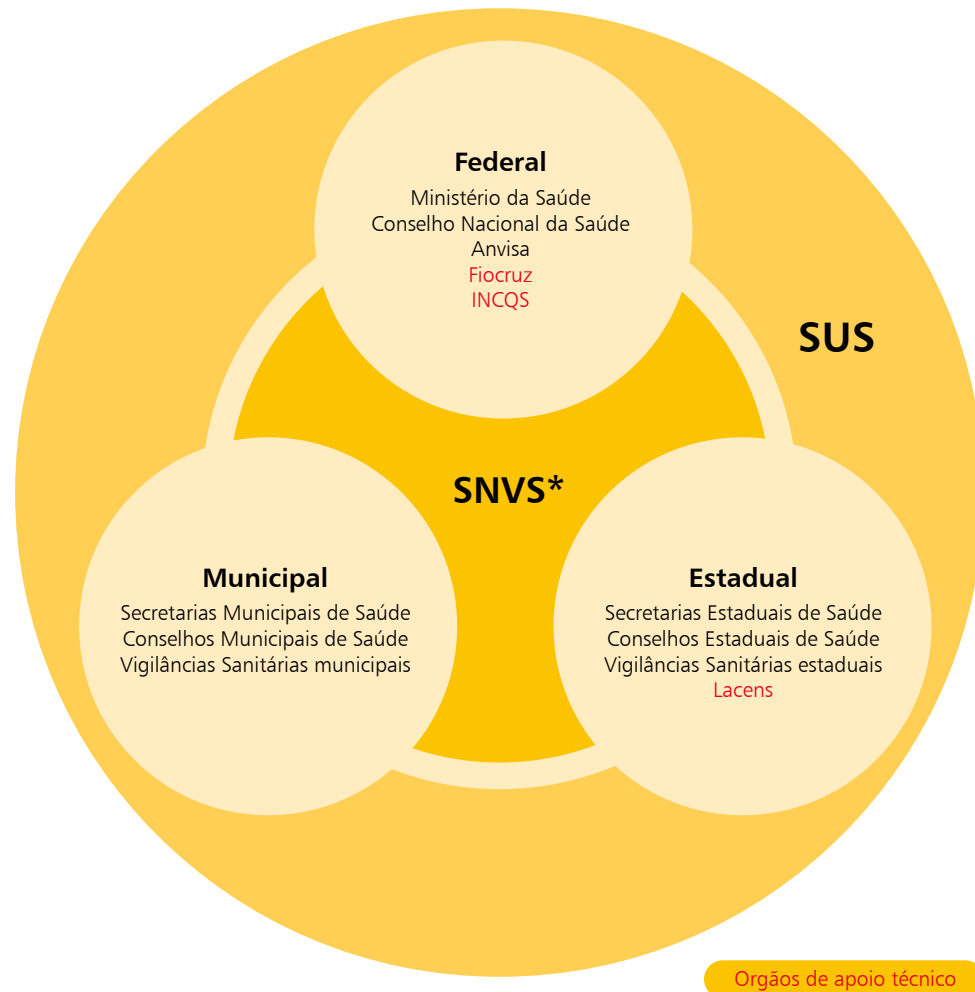 Federal
Ministério da Saúde
Conselho Nacional da Saúde
Anvisa
Fiocruz
INCQS
SUS
SNVS*
Municipal
Secretarias Municipais de Saúde
Conselhos Municipais de Saúde
Vigilâncias Sanitárias municipais
Estadual
Secretarias Estaduais de Saúde
Conselhos Estaduais de Saúde
Vigilâncias Sanitárias estaduais
Lacens
Orgãos de apoio técnico